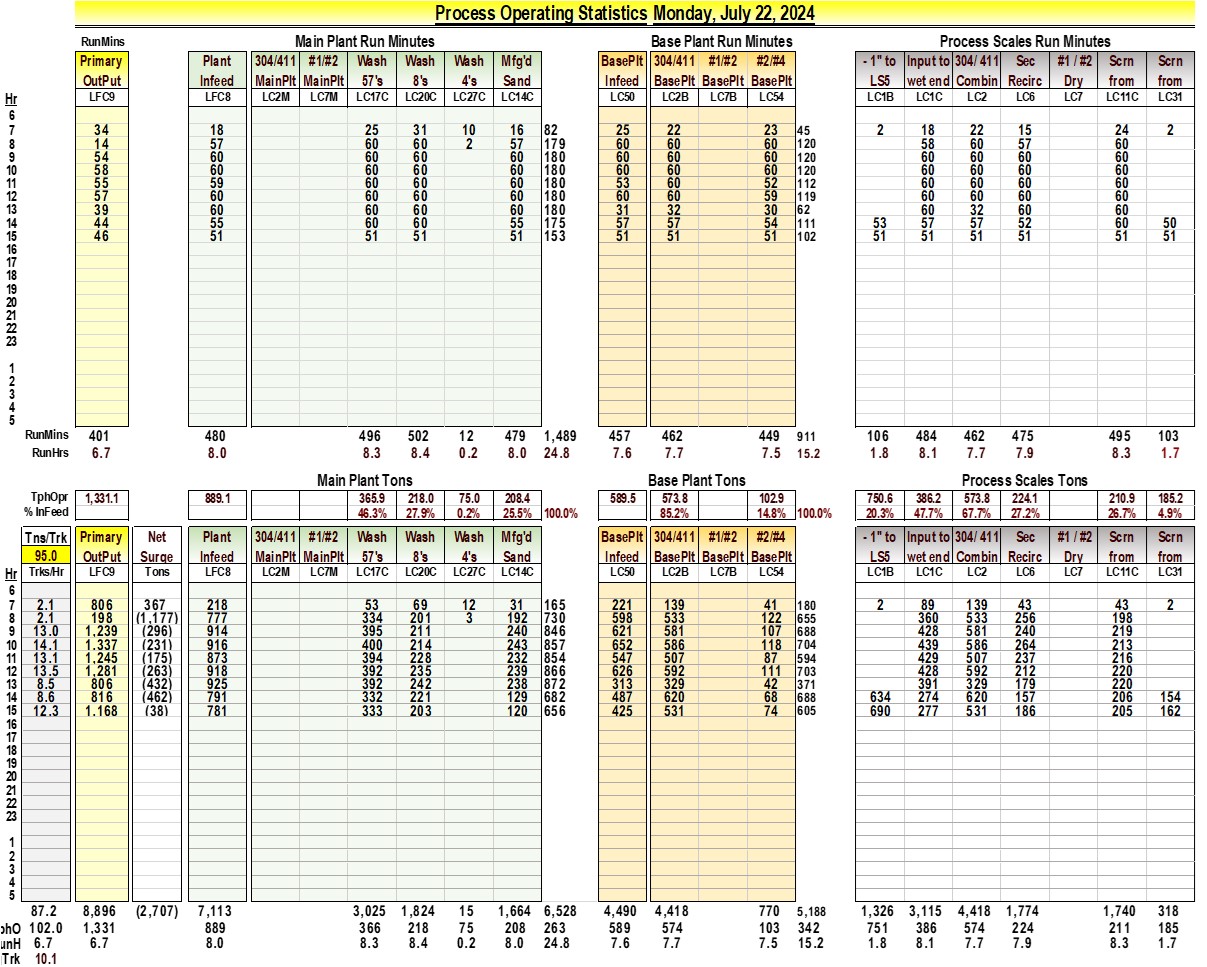 Process Operating Statistics Monday, July 22, 2024
RunMins Main Plant Run Minutes Base Plant Run Minutes Process Scales Run Minutes
Primary Plant 304/411 #1/#2 Wash Wash Wash Mfg'd BasePlt 304/411 #1/#2 #2/#4 - 1" to Input to 304/ 411 Sec #1 / #2 Scrn Scrn
OutPut Infeed MainPlt MainPlt 57's 8's 4's Sand Infeed BasePlt BasePlt BasePlt LS5 wet end Combin Recirc Dry from from
Hr LFC9 LFC8 LC2M LC7M LC17C LC20C LC27C LC14C LC50 LC2B LC7B LC54 LC1B LC1C LC2 LC6 LC7 LC11C LC31
6
7 34 18 25 31 10 16 82 25 22 23 45 2 18 22 15 24 2
8 14 57 60 60 2 57 179 60 60 60 120 58 60 57 60
9 54 60 60 60 60 180 60 60 60 120 60 60 60 60
10 58 60 60 60 60 180 60 60 60 120 60 60 60 60
11 55 59 60 60 60 180 53 60 52 112 60 60 60 60
12 57 60 60 60 60 180 60 60 59 119 60 60 60 60
13 39 60 60 60 60 180 31 32 30 62 60 32 60 60
14 44 55 60 60 55 175 57 57 54 111 53 57 57 52 60 50
15 46 51 51 51 51 153 51 51 51 102 51 51 51 51 51 51
16
17
18
19
20
21
22
23
1
2
3
4
5
RunMins 401 480 496 502 12 479 1,489 457 462 449 911 106 484 462 475 495 103
RunHrs 6.7 8.0 8.3 8.4 0.2 8.0 24.8 7.6 7.7 7.5 15.2 1.8 8.1 7.7 7.9 8.3 1.7
Main Plant Tons Base Plant Tons Process Scales Tons
TphOpr 1,331.1 889.1 365.9 218.0 75.0 208.4 589.5 573.8 102.9 750.6 386.2 573.8 224.1 210.9 185.2
% InFeed 46.3% 27.9% 0.2% 25.5% 100.0% 85.2% 14.8% 100.0% 20.3% 47.7% 67.7% 27.2% 26.7% 4.9%
Tns/Trk Primary Net Plant 304/411 #1/#2 Wash Wash Wash Mfg'd BasePlt 304/411 #1/#2 #2/#4 - 1" to Input to 304/ 411 Sec #1 / #2 Scrn Scrn
95.0 OutPut Surge Infeed MainPlt MainPlt 57's 8's 4's Sand Infeed BasePlt BasePlt BasePlt LS5 wet end Combin Recirc Dry from from
Hr Trks/Hr LFC9 Tons LFC8 LC2M LC7M LC17C LC20C LC27C LC14C LC50 LC2B LC7B LC54 LC1B LC1C LC2 LC6 LC7 LC11C LC31
6
7 2.1 806 367 218 53 69 12 31 165 221 139 41 180 2 89 139 43 43 2
8 2.1 198 (1,177) 777 334 201 3 192 730 598 533 122 655 360 533 256 198
9 13.0 1,239 (296) 914 395 211 240 846 621 581 107 688 428 581 240 219
10 14.1 1,337 (231) 916 400 214 243 857 652 586 118 704 439 586 264 213
11 13.1 1,245 (175) 873 394 228 232 854 547 507 87 594 429 507 237 216
12 13.5 1,281 (263) 918 392 235 239 866 626 592 111 703 428 592 212 220
13 8.5 806 (432) 925 392 242 238 872 313 329 42 371 391 329 179 220
14 8.6 816 (462) 791 332 221 129 682 487 620 68 688 634 274 620 157 206 154
15 12.3 1,168 (38) 781 333 203 120 656 425 531 74 605 690 277 531 186 205 162
16
17
18
19
20
21
22
23
1
2
3
4
5
87.2 8,896 (2,707) 7,113 3,025 1,824 15 1,664 6,528 4,490 4,418 770 5,188 1,326 3,115 4,418 1,774 1,740 318
phO 102.0 1,331 889 366 218 75 208 263 589 574 103 342 751 386 574 224 211 185
unH 6.7 6.7 8.0 8.3 8.4 0.2 8.0 24.8 7.6 7.7 7.5 15.2 1.8 8.1 7.7 7.9 8.3 1.7
Trk 10.1